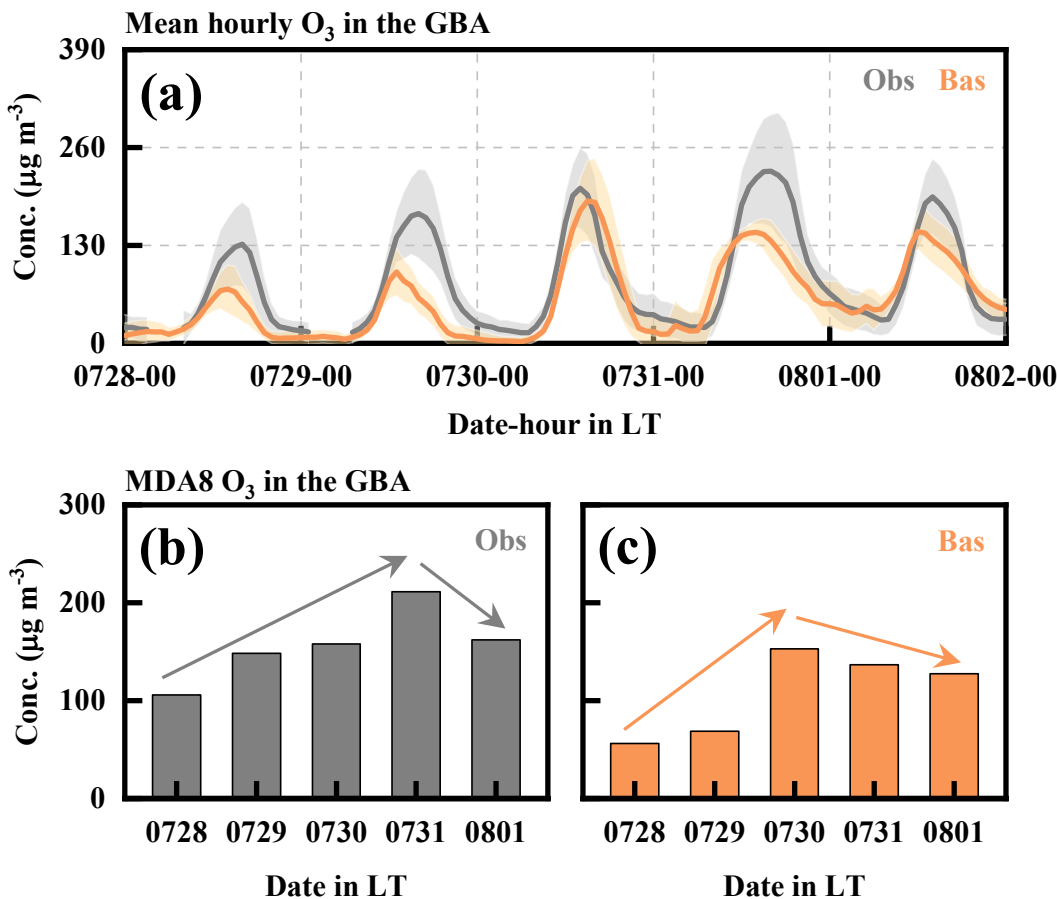 Mean hourly O₃ in the GBA
390
(a)
Obs Bas
260
130
0
Conc. (μg m⁻³)
0728-00 0729-00 0730-00 0731-00 0801-00 0802-00
Date-hour in LT
MDA8 O₃ in the GBA
300
(b)
Obs
200
100
0
Conc. (μg m⁻³)
0728 0729 0730 0731 0801
Date in LT
(c)
Bas
0728 0729 0730 0731 0801
Date in LT